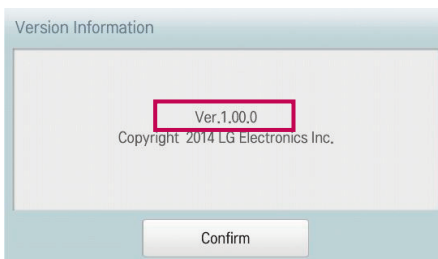 Version Information
Ver.1.00.0
Copyright 2014 LG Electronics Inc.
Confirm